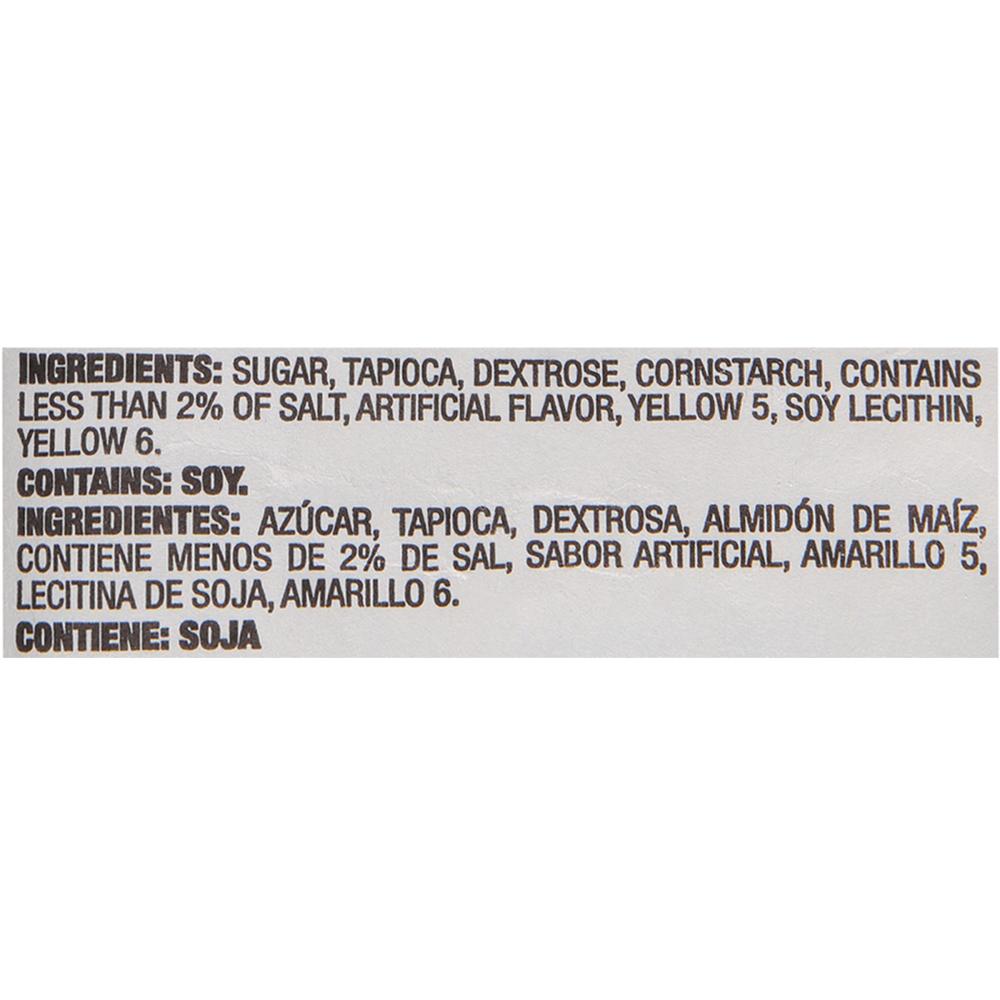 INGREDIENTS: SUGAR, TAPIOCA, DEXTROSE, CORNSTARCH, CONTAINS
LESS THAN 2% OF SALT, ARTIFICIAL FLAVOR, YELLOW 5, SOY LECITHIN,
YELLOW 6.
CONTAINS: SOY.
INGREDIENTES: AZÚCAR, TAPIOCA, DEXTROSA, ALMIDÓN DE MAÍZ,
CONTIENE MENOS DE 2% DE SAL, SABOR ARTIFICIAL, AMARILLO 5,
LECITINA DE SOJA, AMARILLO 6.
CONTIENE: SOJA